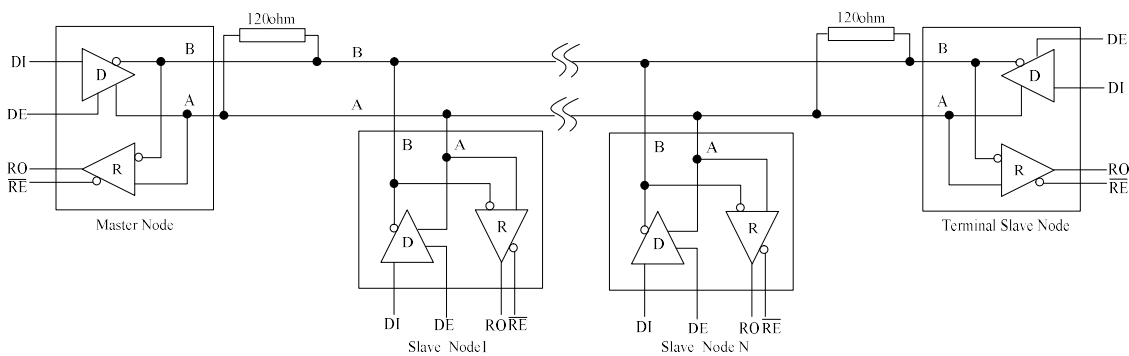 120ohm
120ohm
B
B
B
DI
D
DE
D
DI
A
A
A
DE
RO
R
RE
B
A
B
A
R
RO
RE
Master Node
Terminal Slave Node
D
R
D
R
DI
DE
RO
RE
DI
DE
RO
RE
Slave Node1
Slave Node N